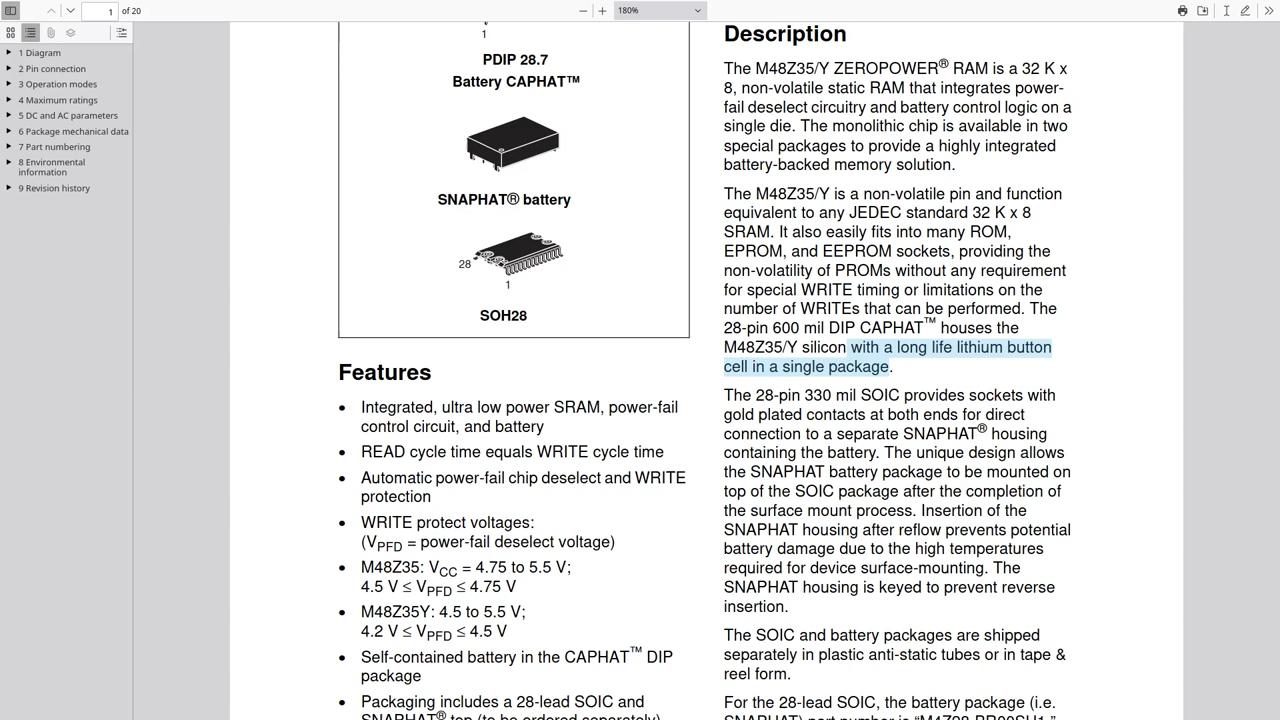 1
of 20
180%
1 Diagram
2 Pin connection
3 Operation modes
4 Maximum ratings
5 DC and AC parameters
6 Package mechanical data
7 Part numbering
8 Environmental
information
9 Revision history
1
PDIP 28.7
Battery CAPHAT™
SNAPHAT® battery
28
1
SOH28
Features
• Integrated, ultra low power SRAM, power-fail
control circuit, and battery
• READ cycle time equals WRITE cycle time
• Automatic power-fail chip deselect and WRITE
protection
• WRITE protect voltages:
(VPFD = power-fail deselect voltage)
• M48Z35: VCC = 4.75 to 5.5 V;
4.5 V ≤ VPFD ≤ 4.75 V
• M48Z35Y: 4.5 to 5.5 V;
4.2 V ≤ VPFD ≤ 4.5 V
• Self-contained battery in the CAPHAT™ DIP
package
• Packaging includes a 28-lead SOIC and
SNAPHAT® top (to be ordered separately)
Description
The M48Z35/Y ZEROPOWER® RAM is a 32 K x
8, non-volatile static RAM that integrates power-
fail deselect circuitry and battery control logic on a
single die. The monolithic chip is available in two
special packages to provide a highly integrated
battery-backed memory solution.
The M48Z35/Y is a non-volatile pin and function
equivalent to any JEDEC standard 32 K x 8
SRAM. It also easily fits into many ROM,
EPROM, and EEPROM sockets, providing the
non-volatility of PROMs without any requirement
for special WRITE timing or limitations on the
number of WRITEs that can be performed. The
28-pin 600 mil DIP CAPHAT™ houses the
M48Z35/Y silicon with a long life lithium button
cell in a single package.
The 28-pin 330 mil SOIC provides sockets with
gold plated contacts at both ends for direct
connection to a separate SNAPHAT® housing
containing the battery. The unique design allows
the SNAPHAT battery package to be mounted on
top of the SOIC package after the completion of
the surface mount process. Insertion of the
SNAPHAT housing after reflow prevents potential
battery damage due to the high temperatures
required for device surface-mounting. The
SNAPHAT housing is keyed to prevent reverse
insertion.
The SOIC and battery packages are shipped
separately in plastic anti-static tubes or in tape &
reel form.
For the 28-lead SOIC, the battery package (i.e.
SNAPHAT) part number is “M4Z28-BR00SH1.”